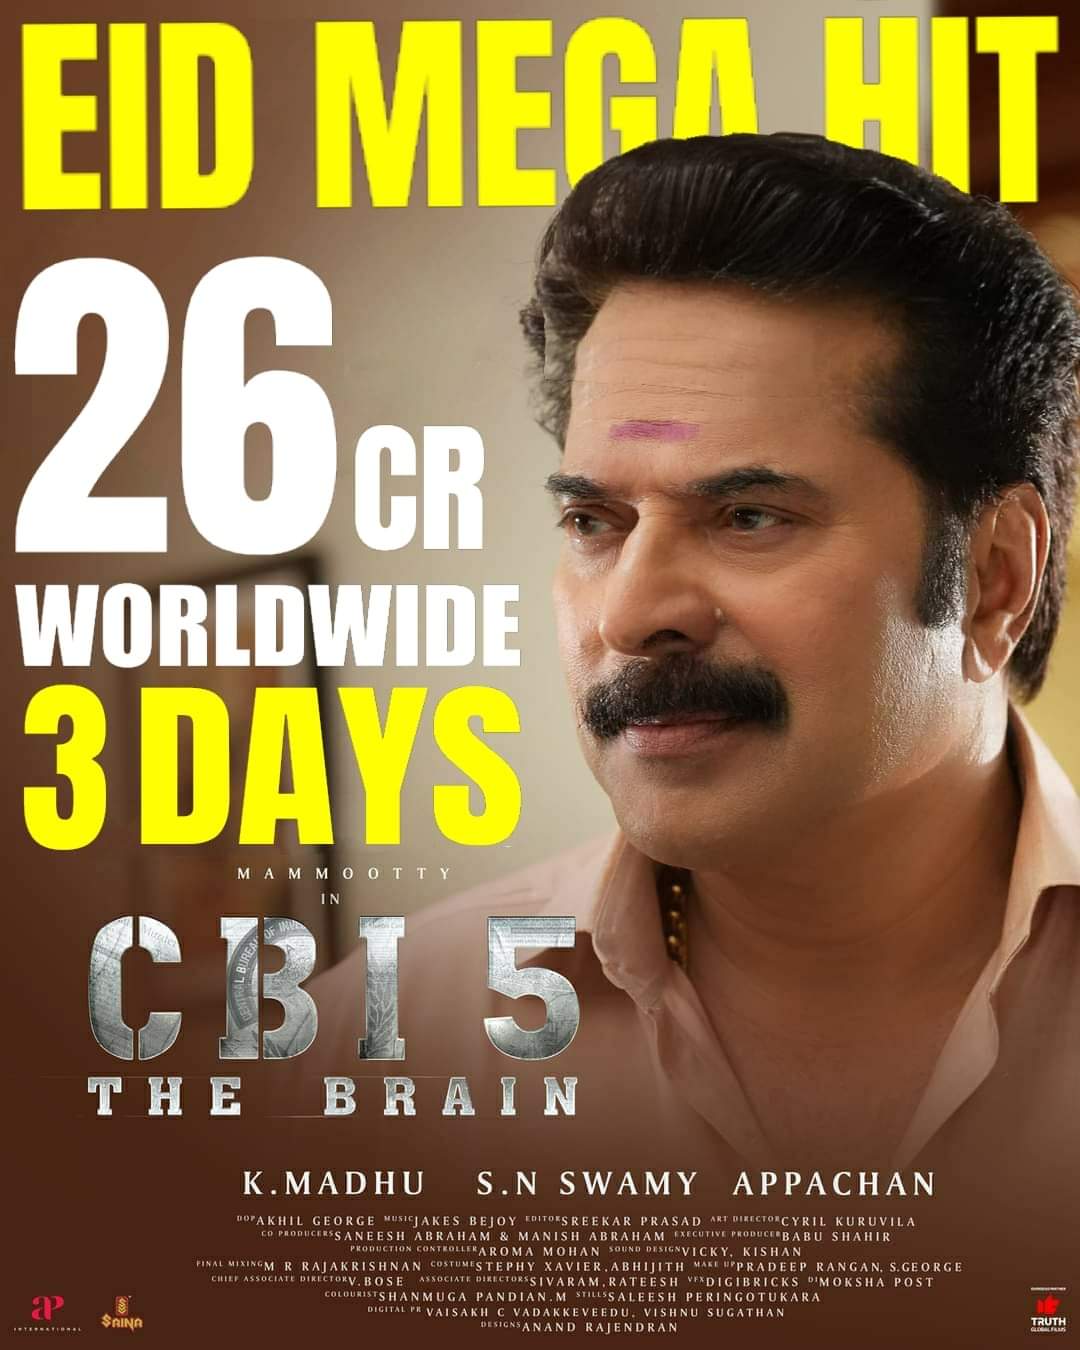 EID MEGA HIT
26 CR
WORLDWIDE
3 DAYS
MAMMOOTTY
IN
CBI 5
THE BRAIN
K.MADHU S.N SWAMY APPACHAN
DOP AKHIL GEORGE MUSIC JAKES BEJOY EDITOR SREEKAR PRASAD ART DIRECTOR CYRIL KURUVILA
CO PRODUCERS SANEESH ABRAHAM & MANISH ABRAHAM EXECUTIVE PRODUCER BABU SHAHIR
PRODUCTION CONTROLLER AROMA MOHAN SOUND DESIGN VICKY, KISHAN
FINAL MIXING M R RAJAKRISHNAN COSTUME STEPHY XAVIER,ABHIJITH MAKE UP PRADEEP RANGAN, S.GEORGE
CHIEF ASSOCIATE DIRECTOR V.BOSE ASSOCIATE DIRECTORS SIVARAM,RATEESH VFX DIGIBRICKS DI MOKSHA POST
COLOURIST SHANMUGA PANDIAN.M STILLS SALEESH PERINGOTUKARA
DIGITAL PR VAISAKH C VADAKKEVEEDU, VISHNU SUGATHAN
DESIGNS ANAND RAJENDRAN
AP
INTERNATIONAL
SAINA
OVERSEAS PARTNER
TRUTH
GLOBAL FILMS